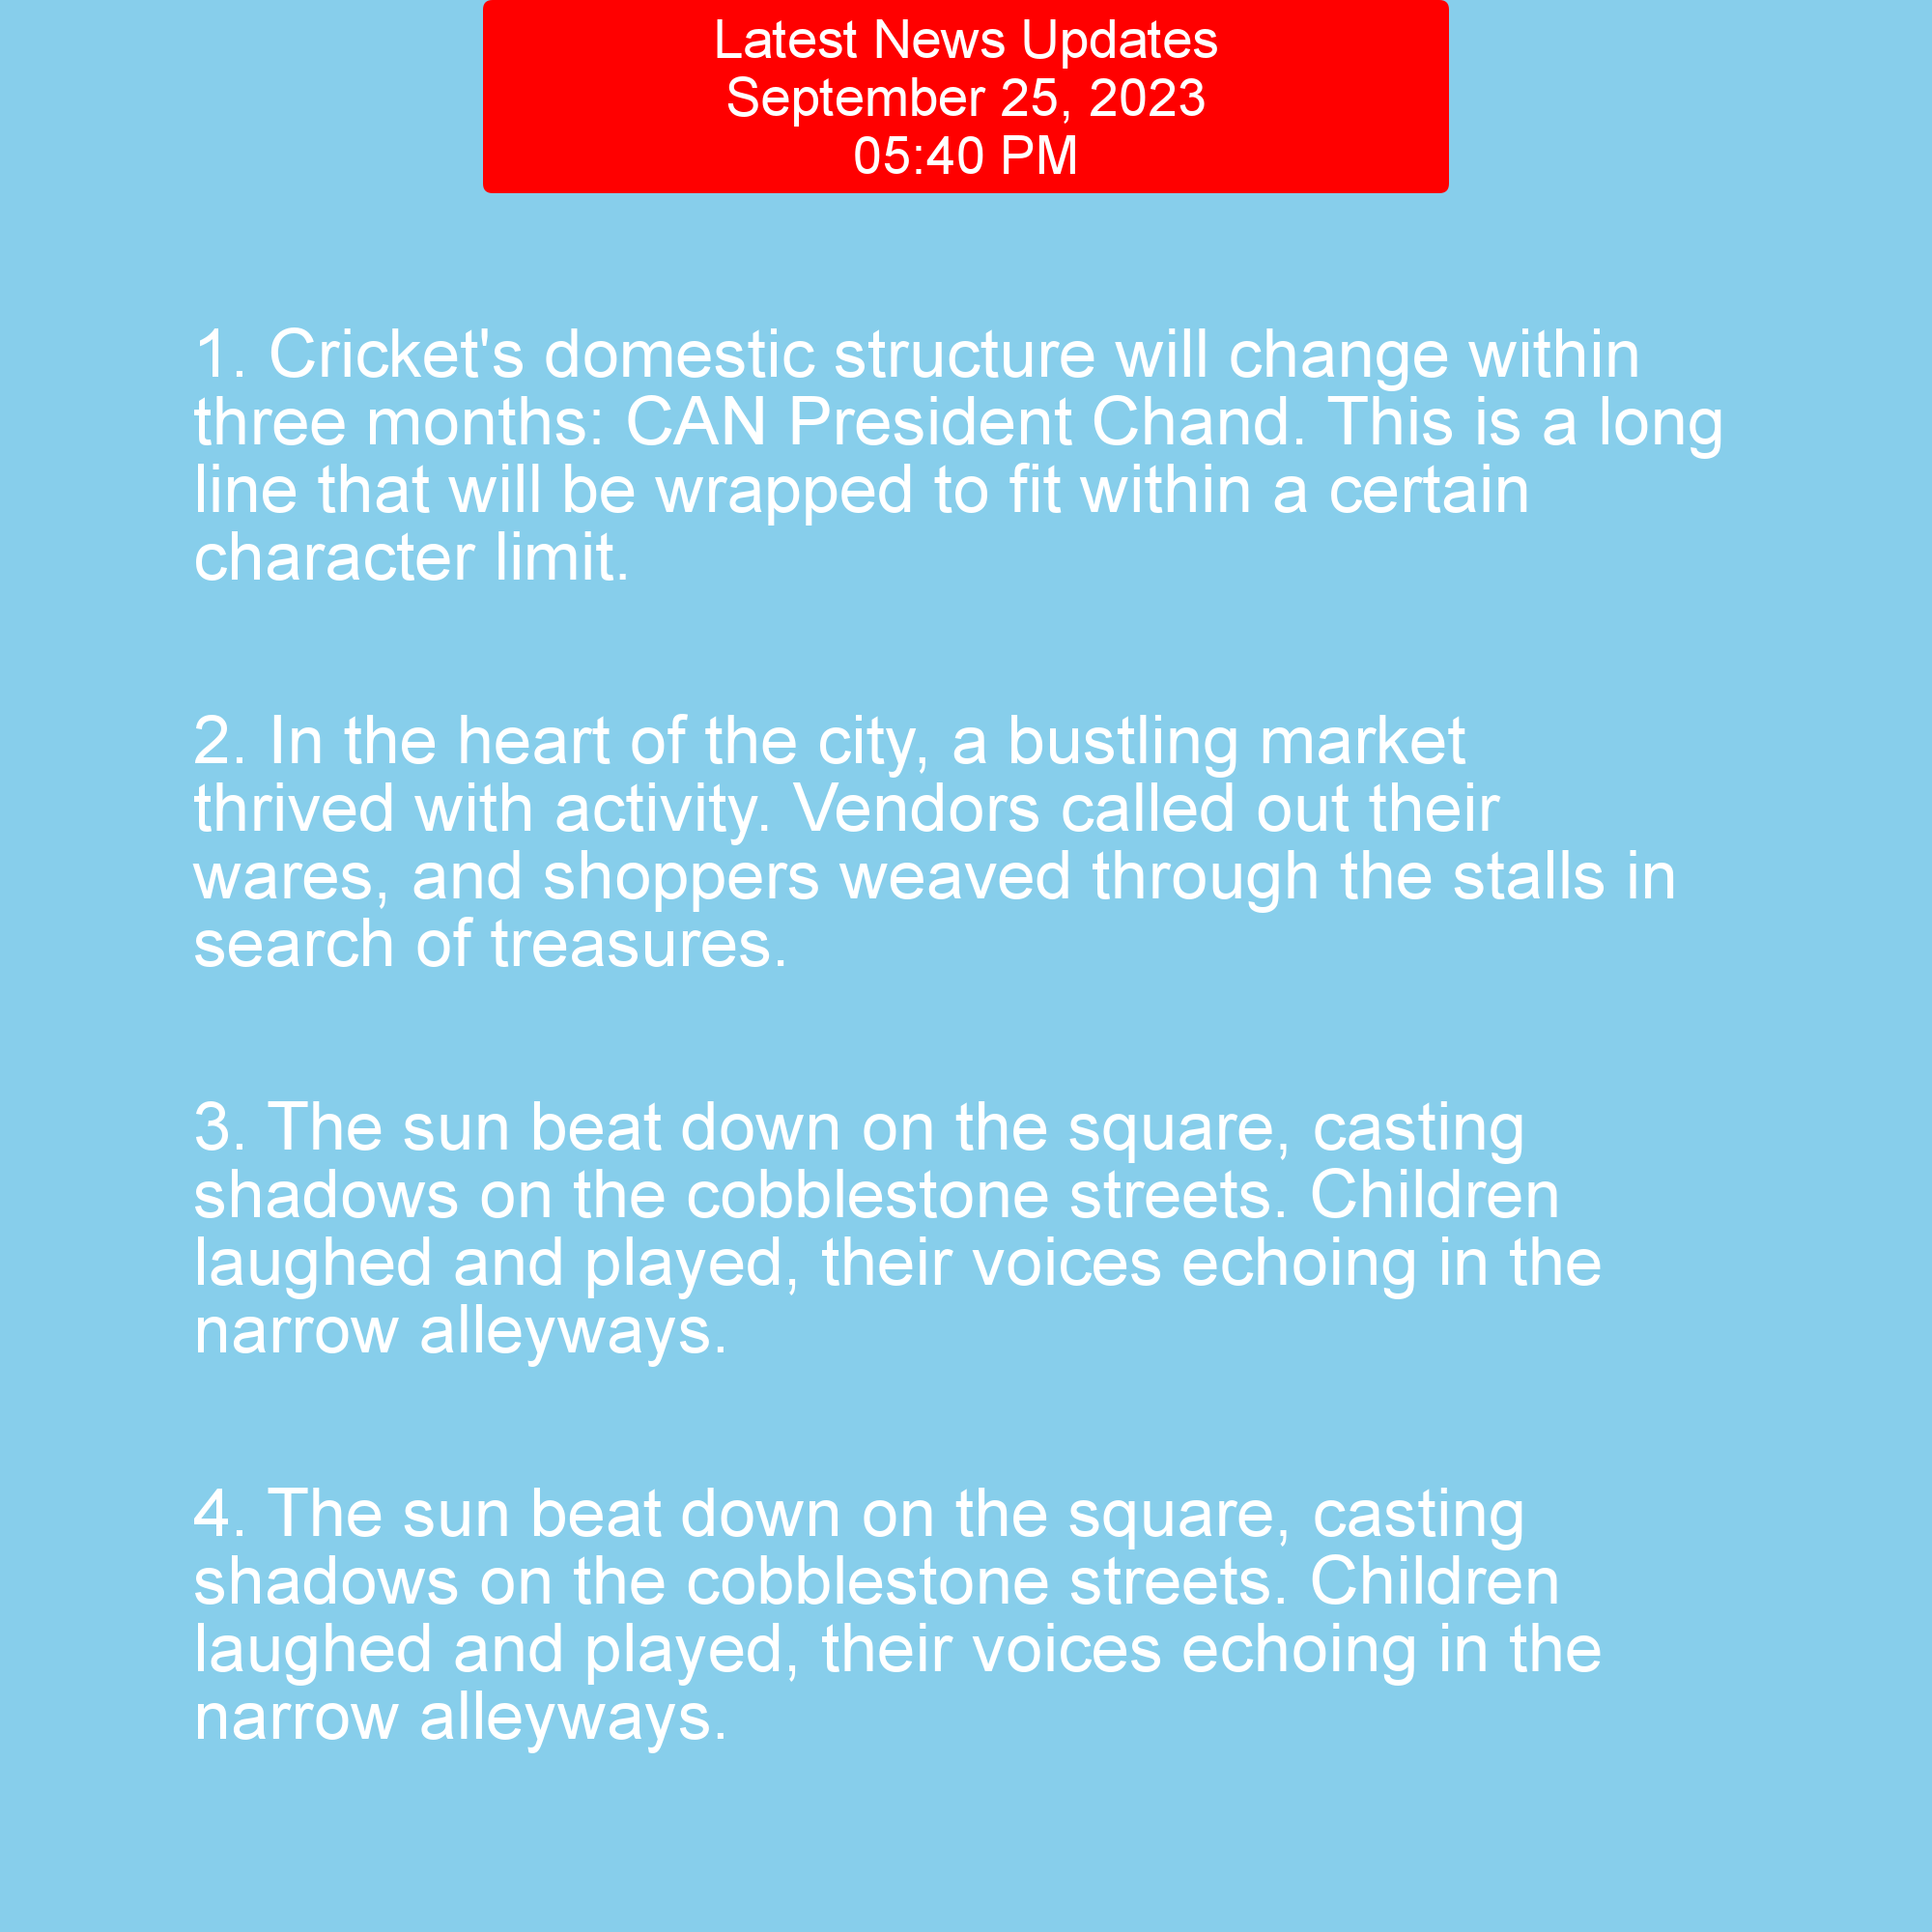 Latest News Updates
September 25, 2023
05:40 PM
1. Cricket's domestic structure will change within
three months: CAN President Chand. This is a long
line that will be wrapped to fit within a certain
character limit.
2. In the heart of the city, a bustling market
thrived with activity. Vendors called out their
wares, and shoppers weaved through the stalls in
search of treasures.
3. The sun beat down on the square, casting
shadows on the cobblestone streets. Children
laughed and played, their voices echoing in the
narrow alleyways.
4. The sun beat down on the square, casting
shadows on the cobblestone streets. Children
laughed and played, their voices echoing in the
narrow alleyways.